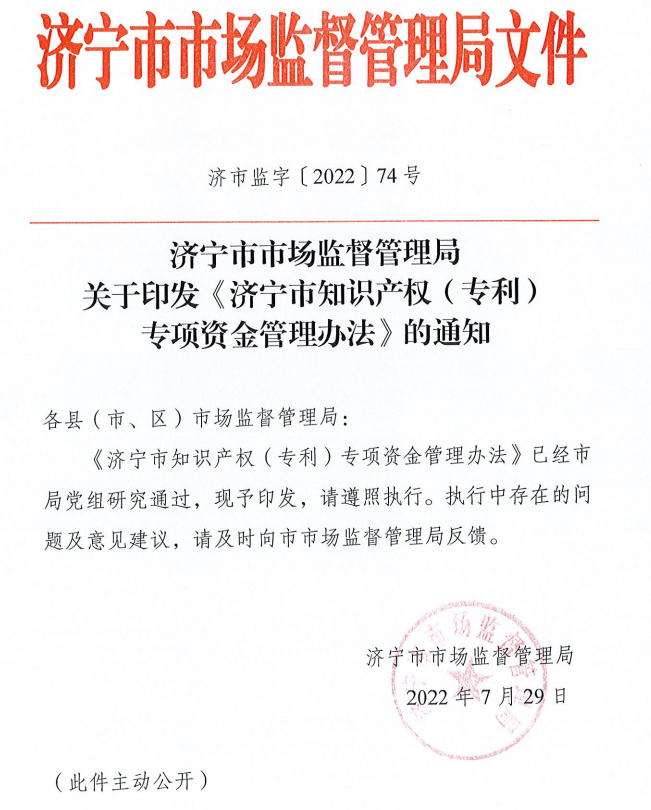 济宁市市场监督管理局文件
济市监字〔2022〕74号
济宁市市场监督管理局
关于印发《济宁市知识产权（专利）
专项资金管理办法》的通知
各县（市、区）市场监督管理局：
《济宁市知识产权（专利）专项资金管理办法》已经市
局党组研究通过，现予印发，请遵照执行。执行中存在的问
题及意见建议，请及时向市市场监督管理局反馈。
济宁市市场监督管理局
济宁市市场监督管理局
2022年7月29日
（此件主动公开）